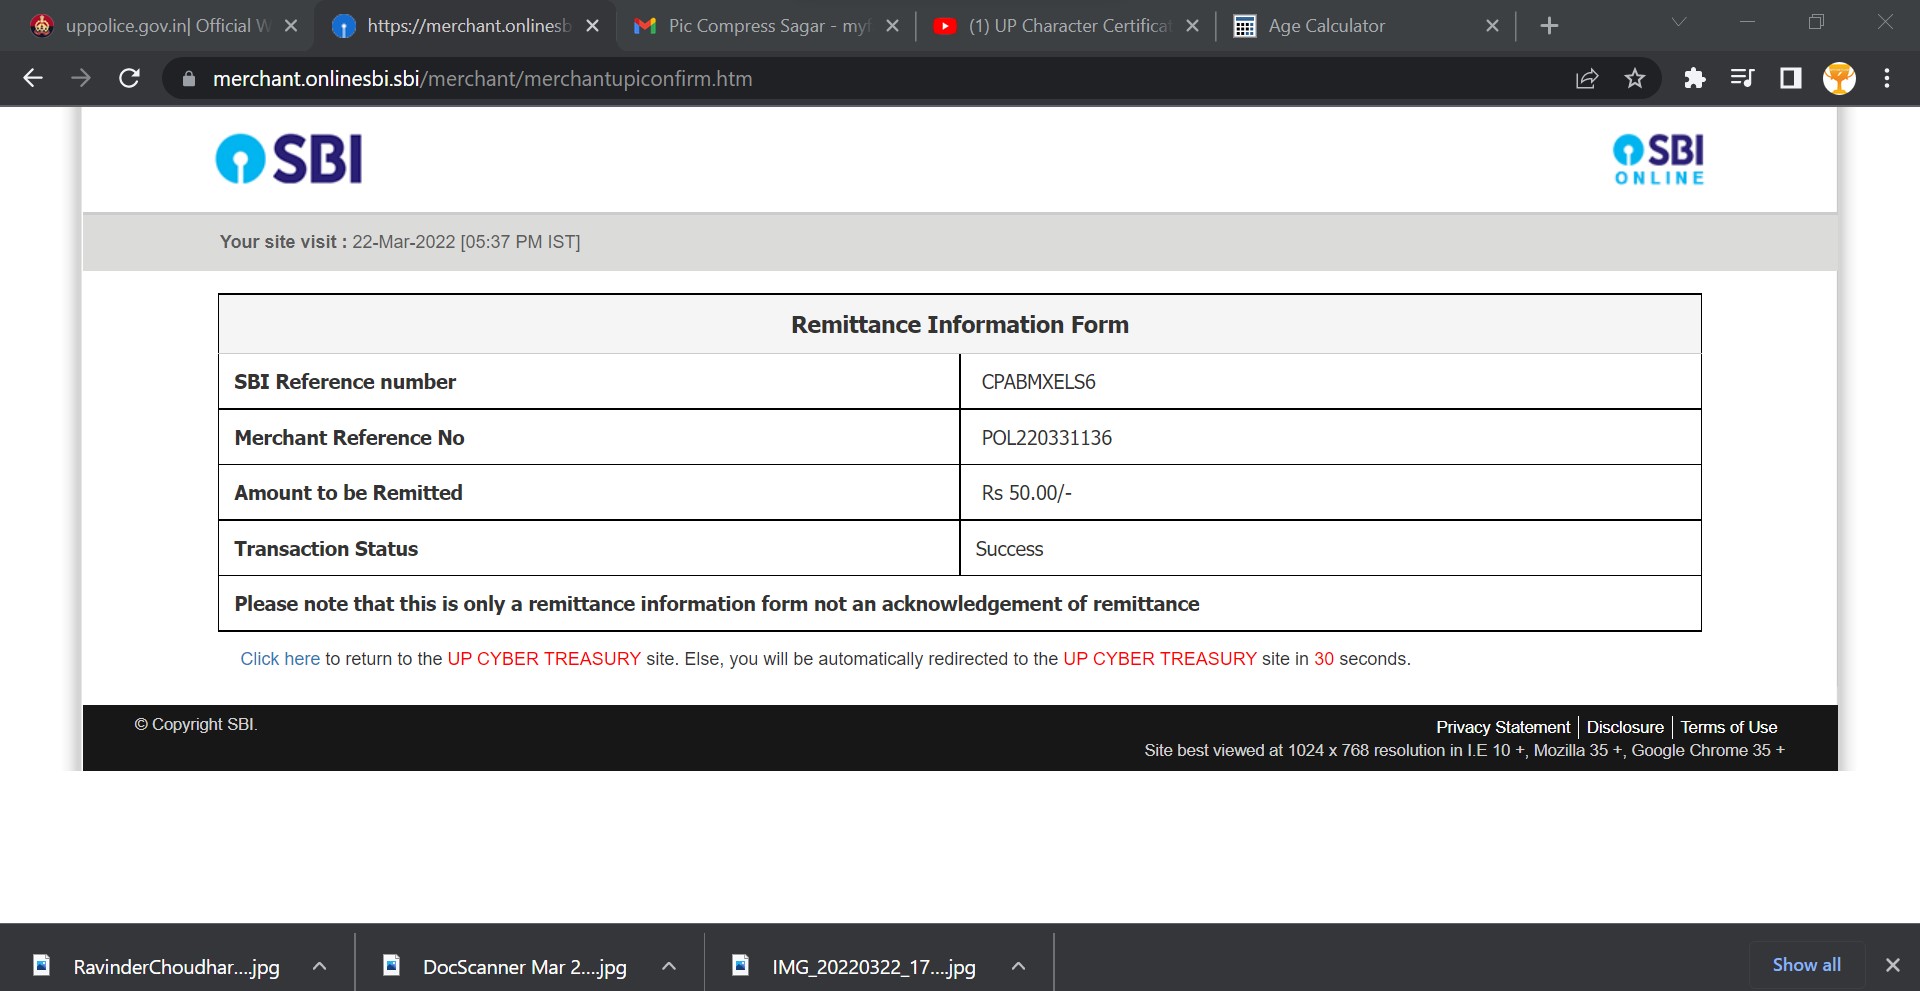 uppolice.gov.in| Official W
https://merchant.onlinesb
Pic Compress Sagar - myf
(1) UP Character Certificat
Age Calculator
merchant.onlinesbi.sbi/merchant/merchantupiconfirm.htm
SBI
SBI
ONLINE
Your site visit : 22-Mar-2022 [05:37 PM IST]
Remittance Information Form
SBI Reference number CPABMXELS6
Merchant Reference No POL220331136
Amount to be Remitted Rs 50.00/-
Transaction Status Success
Please note that this is only a remittance information form not an acknowledgement of remittance
Click here to return to the UP CYBER TREASURY site. Else, you will be automatically redirected to the UP CYBER TREASURY site in 30 seconds.
© Copyright SBI.
Privacy Statement | Disclosure | Terms of Use
Site best viewed at 1024 x 768 resolution in I.E 10 +, Mozilla 35 +, Google Chrome 35 +
RavinderChoudhar....jpg
DocScanner Mar 2....jpg
IMG_20220322_17....jpg
Show all